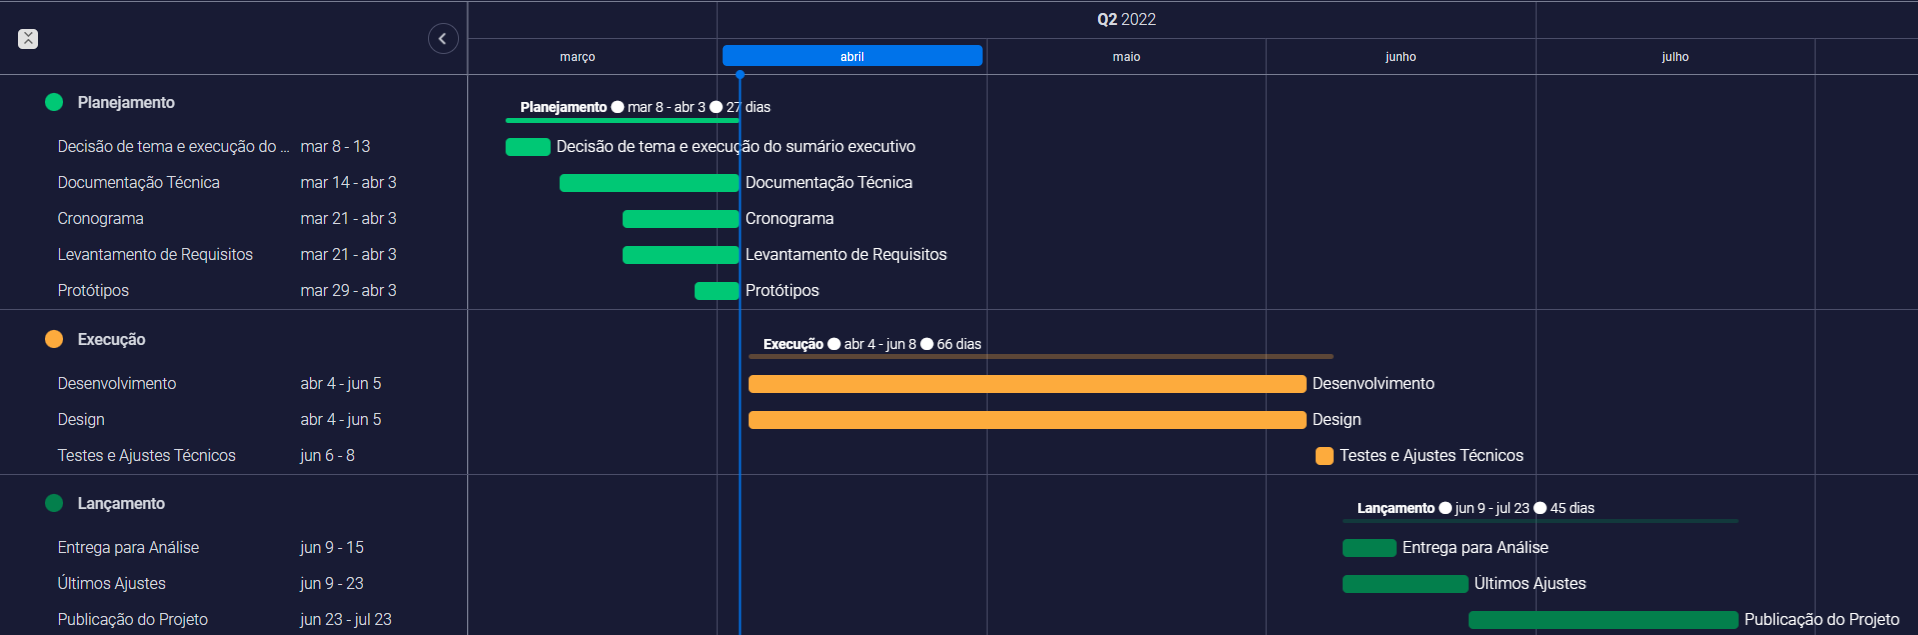 Q2 2022
março abril maio junho julho
Planejamento
Planejamento mar 8 - abr 3 27 dias
Decisão de tema e execução do ... mar 8 - 13 Decisão de tema e execução do sumário executivo
Documentação Técnica mar 14 - abr 3 Documentação Técnica
Cronograma mar 21 - abr 3 Cronograma
Levantamento de Requisitos mar 21 - abr 3 Levantamento de Requisitos
Protótipos mar 29 - abr 3 Protótipos
Execução
Execução abr 4 - jun 8 66 dias
Desenvolvimento abr 4 - jun 5 Desenvolvimento
Design abr 4 - jun 5 Design
Testes e Ajustes Técnicos jun 6 - 8 Testes e Ajustes Técnicos
Lançamento
Lançamento jun 9 - jul 23 45 dias
Entrega para Análise jun 9 - 15 Entrega para Análise
Últimos Ajustes jun 9 - 23 Últimos Ajustes
Publicação do Projeto jun 23 - jul 23 Publicação do Projeto